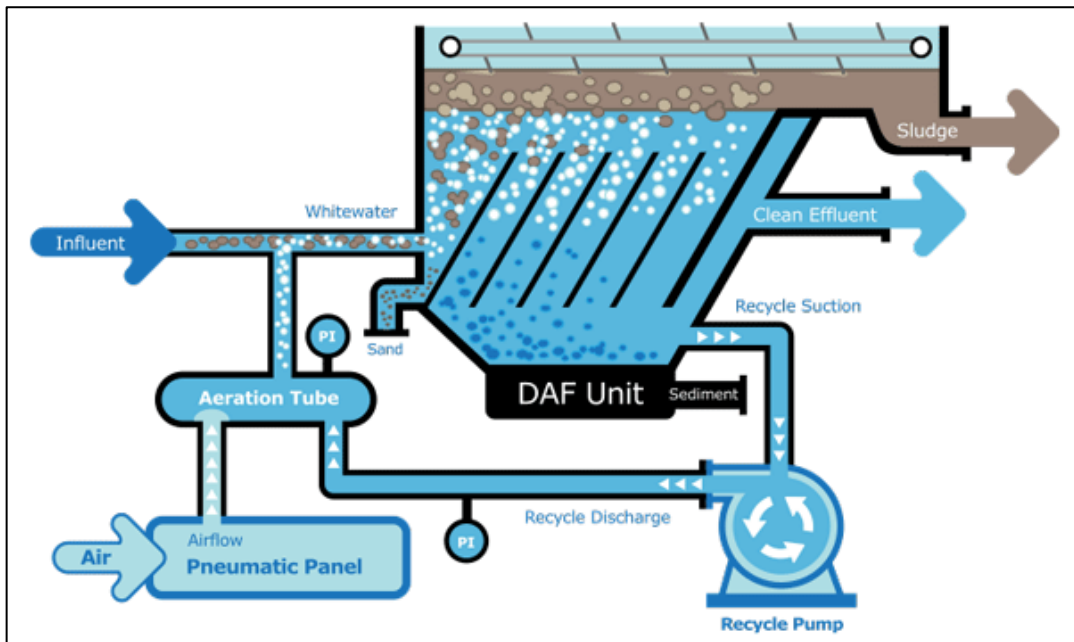 Sludge
Whitewater
Clean Effluent
Influent
Recycle Suction
PI
Sand
DAF Unit
Sediment
Aeration Tube
Recycle Discharge
Airflow
PI
Air
Pneumatic Panel
Recycle Pump